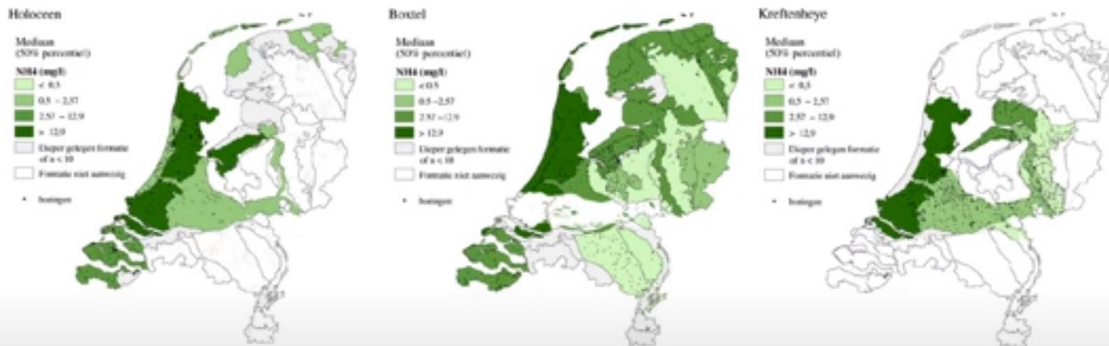 Holoceen
Mediaan
(50% percentiel)
NH4 (mg/l)
< 0,5
0.5 – 2,57
2.57 – 12,9
> 12,9
Dieper gelegen formatie
of n < 10
Formatie niet aanwezig
boringen
Boxtel
Mediaan
(50% percentiel)
NH4 (mg/l)
< 0.5
0.5 – 2,57
2.57 – 12,9
> 12,9
Dieper gelegen formatie
of n < 10
Formatie niet aanwezig
boringen
Kreftenheye
Mediaan
(50% percentiel)
NH4 (mg/l)
< 0,5
0.5 – 2,57
2.57 – 12,9
> 12,9
Dieper gelegen formatie
of n < 10
Formatie niet aanwezig
boringen